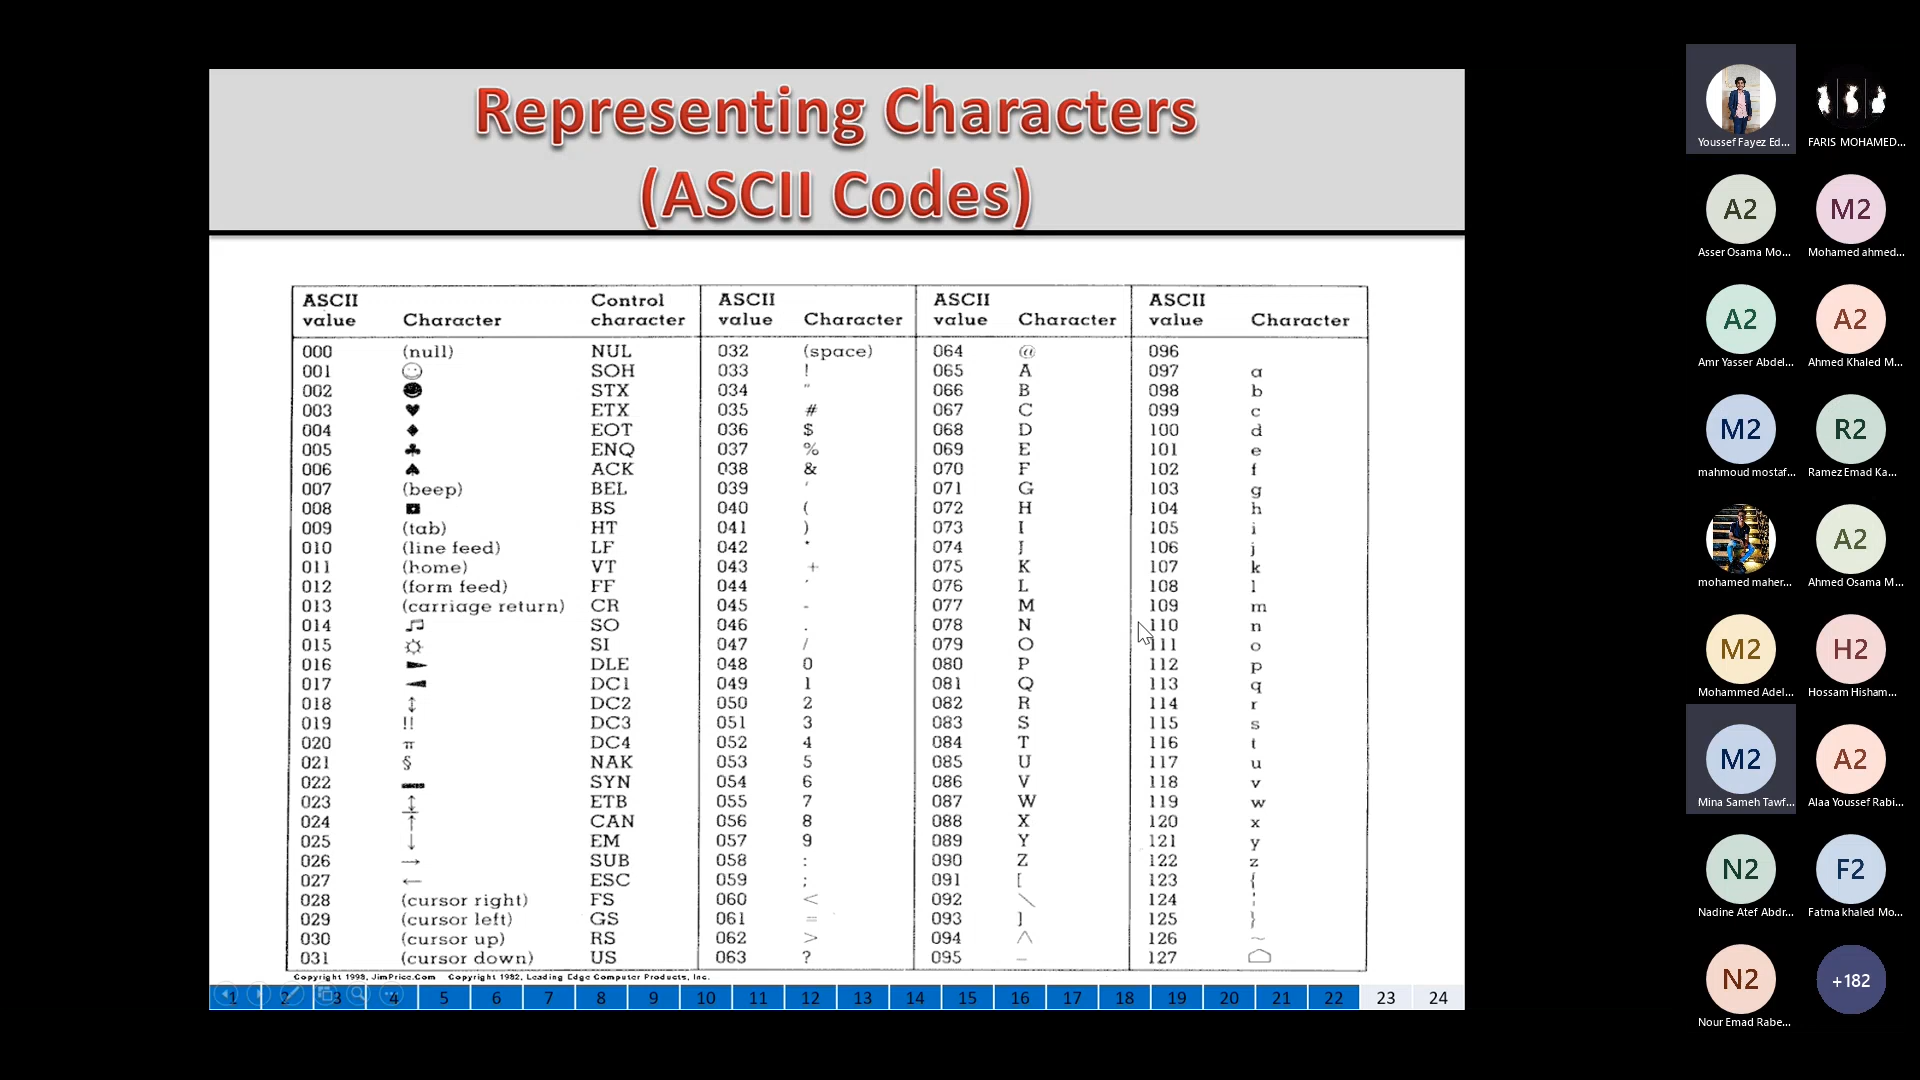 Representing Characters
(ASCII Codes)
ASCII value Character Control character ASCII value Character ASCII value Character ASCII value Character
000 (null) NUL 032 (space) 064 @ 096
001 ☺ SOH 033 ! 065 A 097 a
002 ☻ STX 034 " 066 B 098 b
003 ♥ ETX 035 # 067 C 099 c
004 ♦ EOT 036 $ 068 D 100 d
005 ♣ ENQ 037 % 069 E 101 e
006 ♠ ACK 038 & 070 F 102 f
007 (beep) BEL 039 ' 071 G 103 g
008 ◘ BS 040 ( 072 H 104 h
009 (tab) HT 041 ) 073 I 105 i
010 (line feed) LF 042 * 074 J 106 j
011 (home) VT 043 + 075 K 107 k
012 (form feed) FF 044 ' 076 L 108 l
013 (carriage return) CR 045 - 077 M 109 m
014 ♫ SO 046 . 078 N 110 n
015 ☼ SI 047 / 079 O 111 o
016 ► DLE 048 0 080 P 112 p
017 ◄ DC1 049 1 081 Q 113 q
018 ↕ DC2 050 2 082 R 114 r
019 !! DC3 051 3 083 S 115 s
020 π DC4 052 4 084 T 116 t
021 § NAK 053 5 085 U 117 u
022 ▬ SYN 054 6 086 V 118 v
023 ↨ ETB 055 7 087 W 119 w
024 ↑ CAN 056 8 088 X 120 x
025 ↓ EM 057 9 089 Y 121 y
026 → SUB 058 : 090 Z 122 z
027 ← ESC 059 ; 091 [ 123 {
028 (cursor right) FS 060 < 092 \ 124 ¦
029 (cursor left) GS 061 = 093 ] 125 }
030 (cursor up) RS 062 > 094 ^ 126 ~
031 (cursor down) US 063 ? 095 _ 127 ⌂
Copyright 1998, JimPrice.Com Copyright 1982, Leading Edge Computer Products, Inc.
1 2 3 4 5 6 7 8 9 10 11 12 13 14 15 16 17 18 19 20 21 22 23 24
Youssef Fayez Ed... FARIS MOHAMED...
A2 M2
Asser Osama Mo... Mohamed ahmed...
A2 A2
Amr Yasser Abdel... Ahmed Khaled M...
M2 R2
mahmoud mostaf... Ramez Emad Ka...
A2
mohamed maher... Ahmed Osama M...
M2 H2
Mohammed Adel... Hossam Hisham...
M2 A2
Mina Sameh Tawf... Alaa Youssef Rabi...
N2 F2
Nadine Atef Abdr... Fatma khaled Mo...
N2 +182
Nour Emad Rabe...